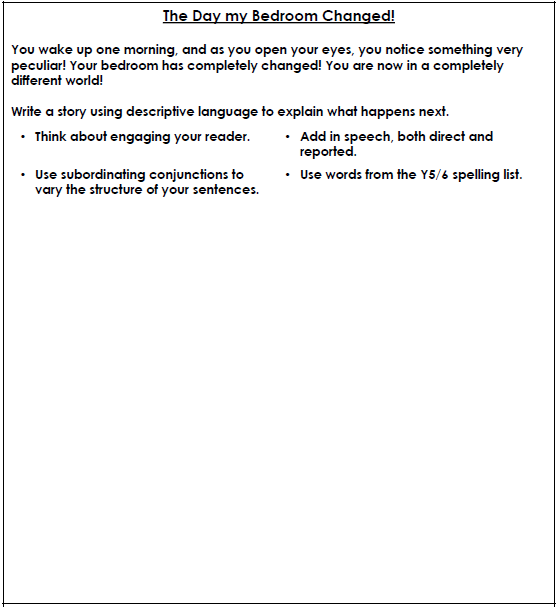 The Day my Bedroom Changed!
You wake up one morning, and as you open your eyes, you notice something very
peculiar! Your bedroom has completely changed! You are now in a completely
different world!
Write a story using descriptive language to explain what happens next.
• Think about engaging your reader.
• Use subordinating conjunctions to
vary the structure of your sentences.
• Add in speech, both direct and
reported.
• Use words from the Y5/6 spelling list.